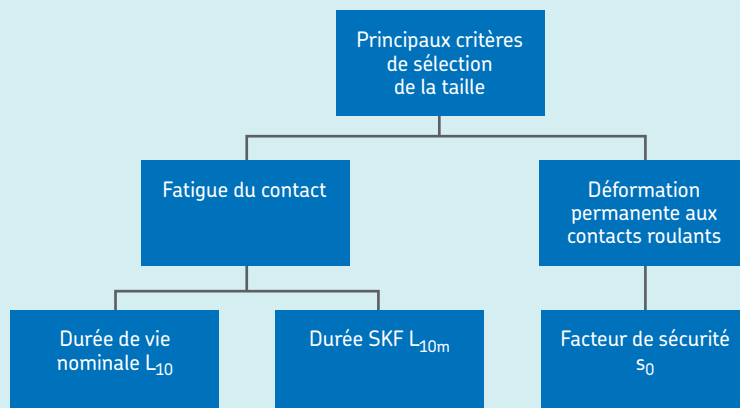 Principaux critères
de sélection
de la taille
Fatigue du contact
Déformation
permanente aux
contacts roulants
Durée de vie
nominale L10
Durée SKF L10m
Facteur de sécurité
s0